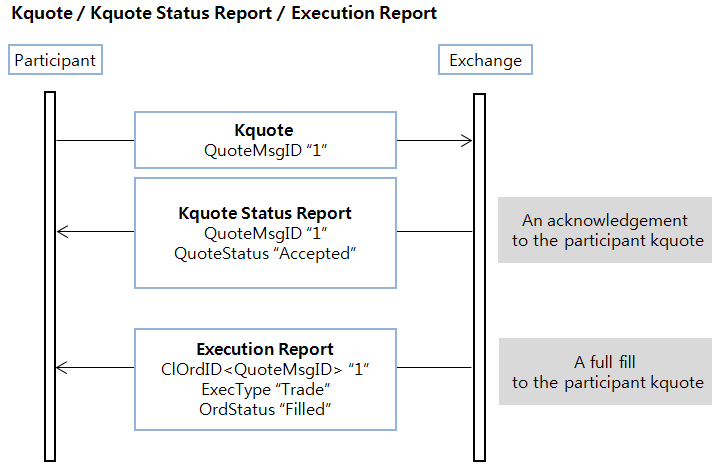 Kquote / Kquote Status Report / Execution Report
Participant
Exchange
Kquote
QuoteMsgID “1”
Kquote Status Report
QuoteMsgID “1”
QuoteStatus “Accepted”
An acknowledgement
to the participant kquote
Execution Report
ClOrdID<QuoteMsgID> “1”
ExecType “Trade”
OrdStatus “Filled”
A full fill
to the participant kquote